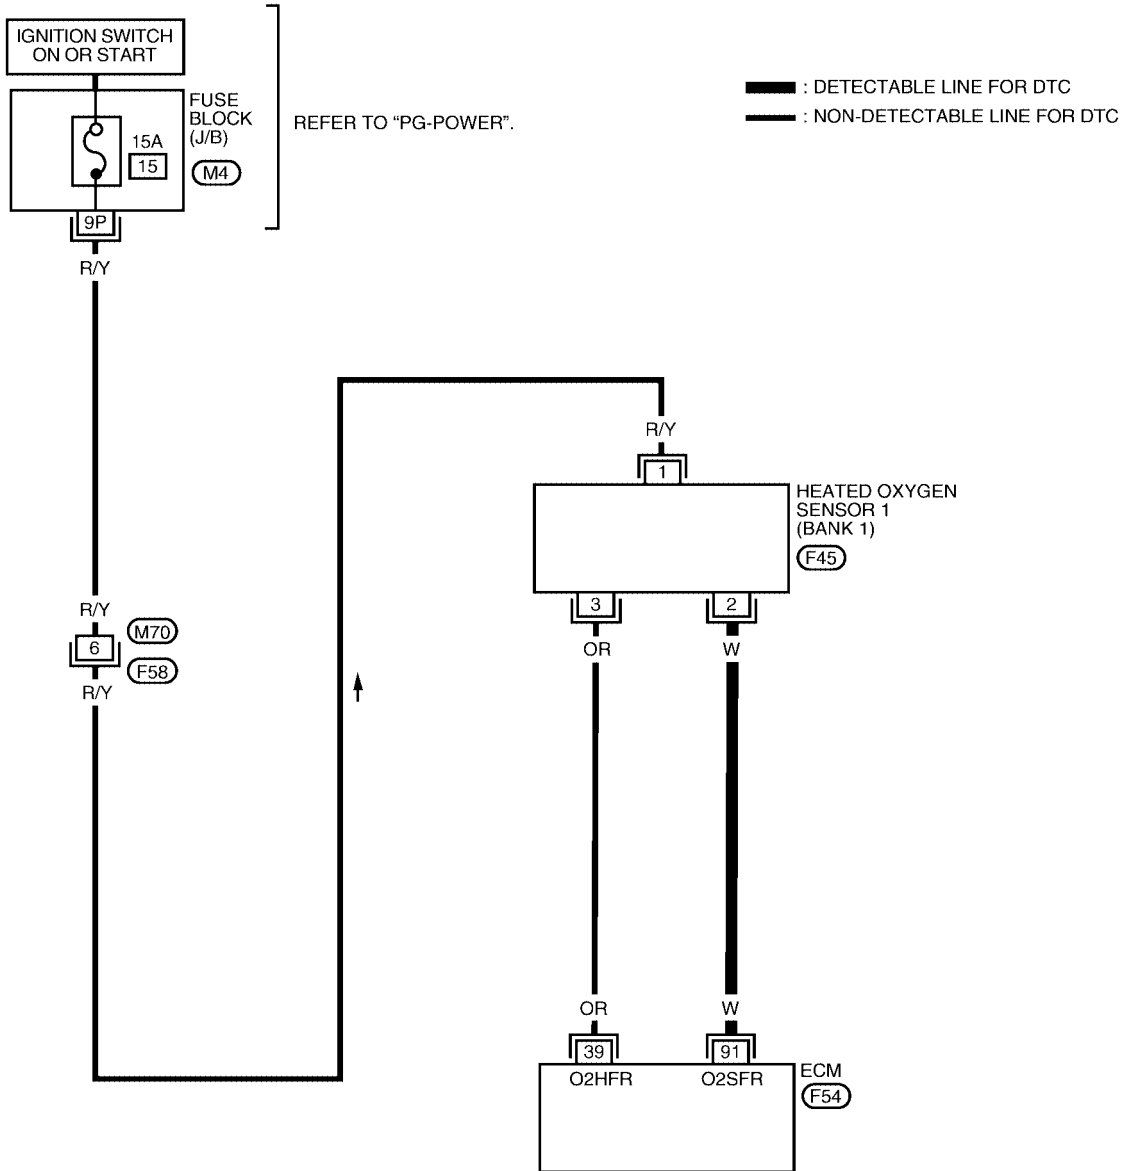 IGNITION SWITCH
ON OR START
FUSE
BLOCK
(J/B)
15A
15
M4
9P
REFER TO “PG-POWER”.
: DETECTABLE LINE FOR DTC
: NON-DETECTABLE LINE FOR DTC
R/Y
R/Y
1
HEATED OXYGEN
SENSOR 1
(BANK 1)
F45
3
2
R/Y
M70
6
F58
R/Y
OR
W
OR
W
39
91
O2HFR
O2SFR
ECM
F54